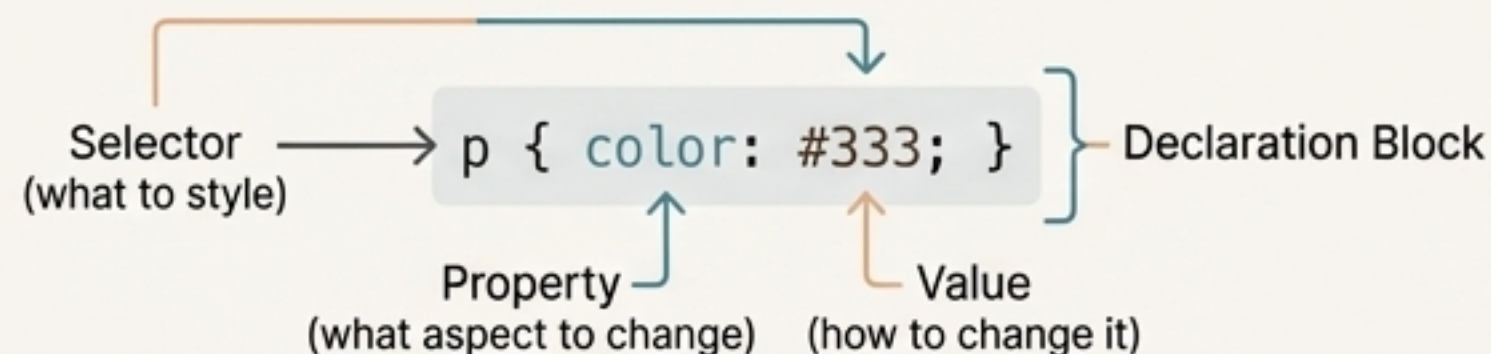 Selector
(what to style)
p { color: #333; }
Declaration Block
Property
(what aspect to change)
Value
(how to change it)